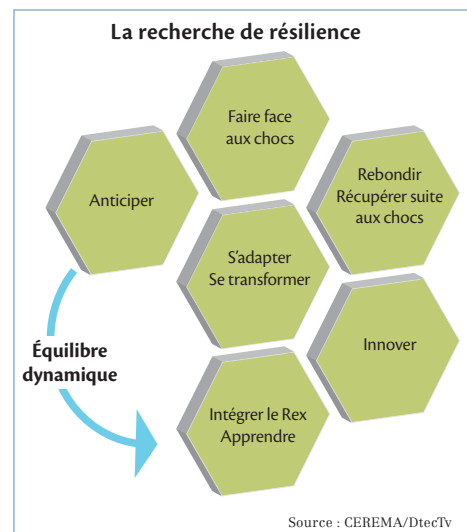 La recherche de résilience
Faire face
aux chocs
Anticiper
Rebondir
Récupérer suite
aux chocs
S'adapter
Se transformer
Équilibre
dynamique
Innover
Intégrer le Rex
Apprendre
Source : CEREMA/DtecTv